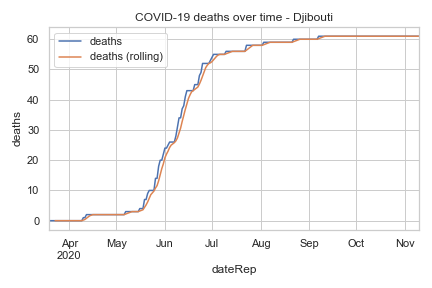 COVID-19 deaths over time - Djibouti
deaths
deaths (rolling)
60
50
40
30
20
10
0
deaths
Apr May Jun Jul Aug Sep Oct Nov
2020
dateRep